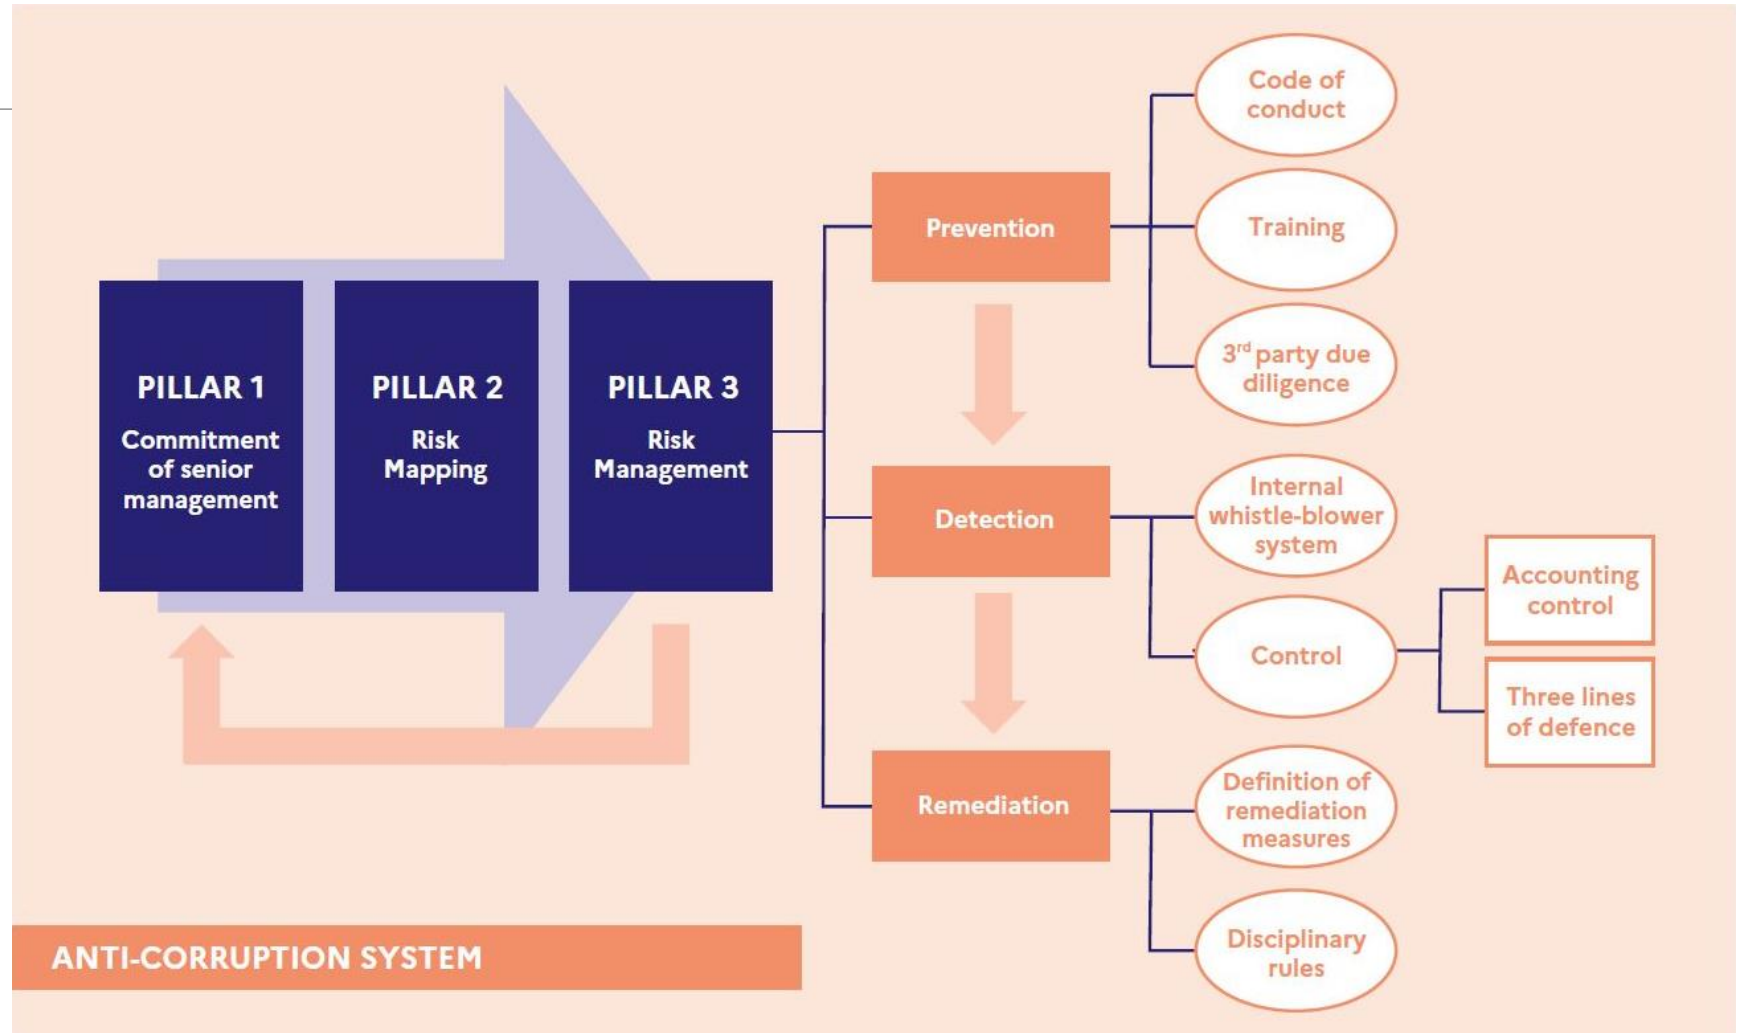 PILLAR 1
Commitment
of senior
management
PILLAR 2
Risk
Mapping
PILLAR 3
Risk
Management
Prevention
Code of
conduct
Training
3rd party due
diligence
Detection
Internal
whistle-blower
system
Control
Accounting
control
Three lines
of defence
Remediation
Definition of
remediation
measures
Disciplinary
rules
ANTI-CORRUPTION SYSTEM